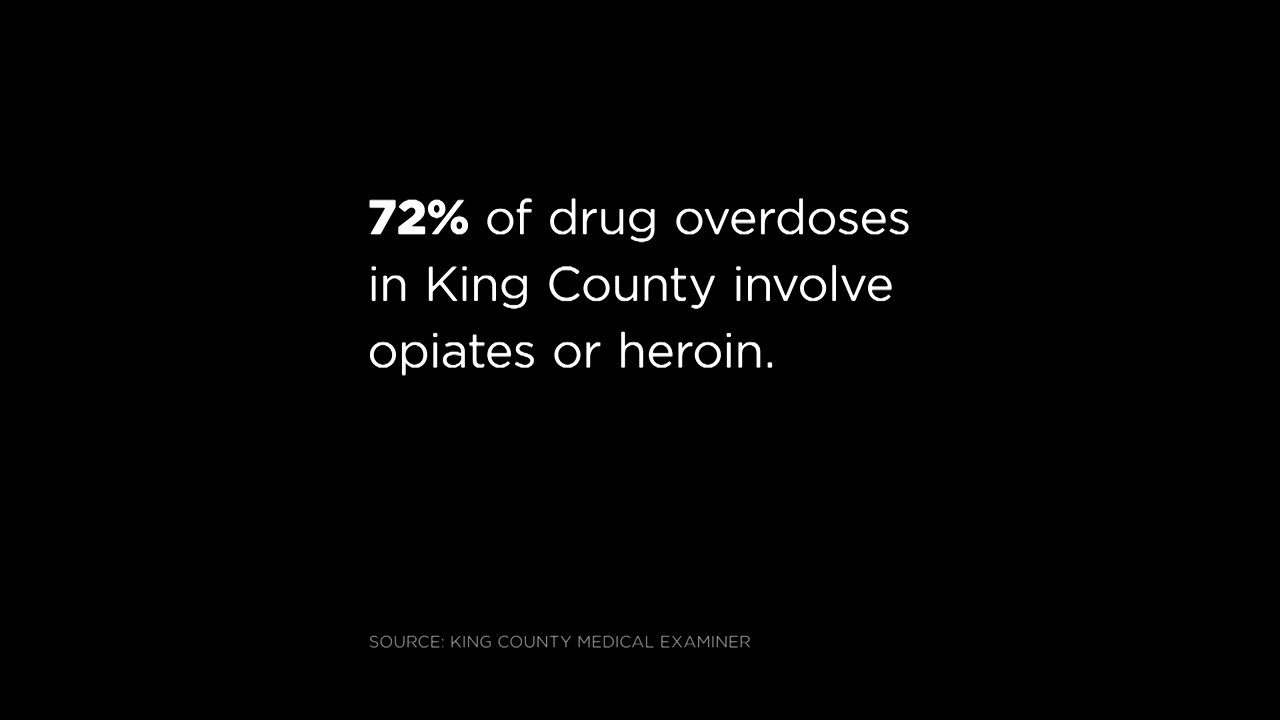 72% of drug overdoses
in King County involve
opiates or heroin.
SOURCE: KING COUNTY MEDICAL EXAMINER